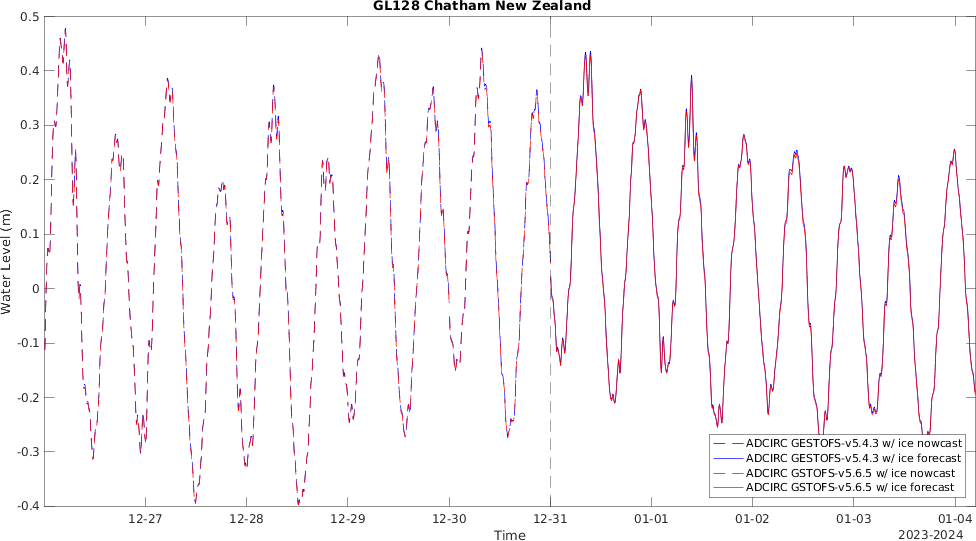 GL128 Chatham New Zealand
0.5
0.4
0.3
0.2
0.1
0
-0.1
-0.2
-0.3
-0.4
Water Level (m)
ADCIRC GESTOFS-v5.4.3 w/ ice nowcast
ADCIRC GESTOFS-v5.4.3 w/ ice forecast
ADCIRC GSTOFS-v5.6.5 w/ ice nowcast
ADCIRC GSTOFS-v5.6.5 w/ ice forecast
12-27 12-28 12-29 12-30 12-31 01-01 01-02 01-03 01-04
Time
2023-2024